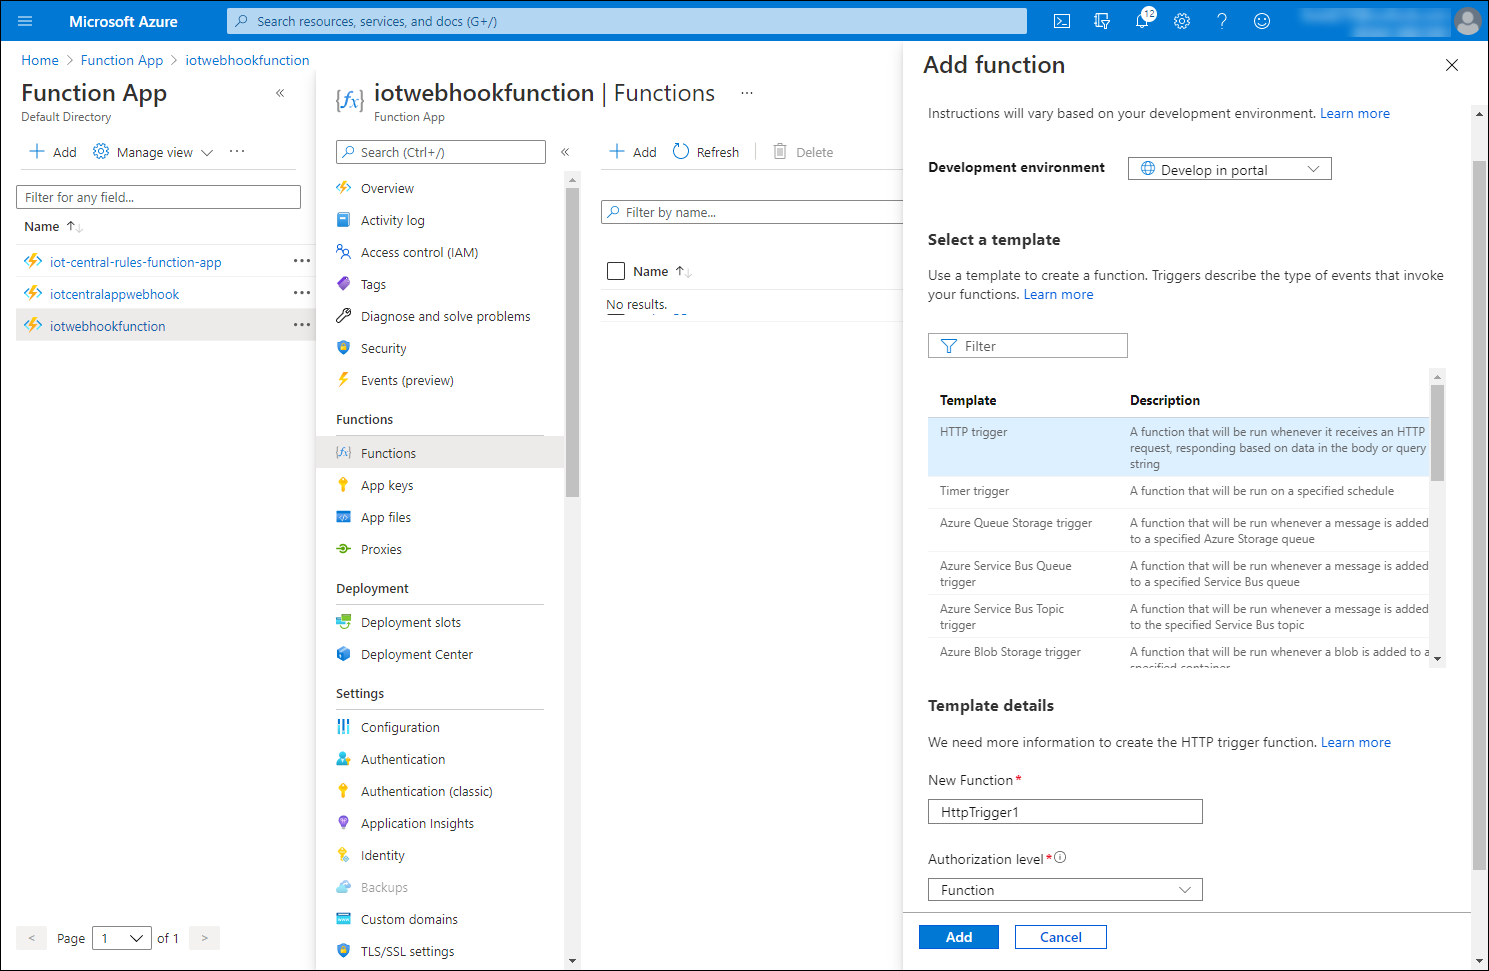 Microsoft Azure
Search resources, services, and docs (G+/)
12
Home > Function App > iotwebhookfunction
Function App
Default Directory
Add
Manage view
Filter for any field...
Name
iot-central-rules-function-app
iotcentralappwebhook
iotwebhookfunction
< Page 1 of 1 >
iotwebhookfunction | Functions
Function App
Search (Ctrl+/)
Overview
Activity log
Access control (IAM)
Tags
Diagnose and solve problems
Security
Events (preview)
Functions
Functions
App keys
App files
Proxies
Deployment
Deployment slots
Deployment Center
Settings
Configuration
Authentication
Authentication (classic)
Application Insights
Identity
Backups
Custom domains
TLS/SSL settings
Add Refresh Delete
Filter by name...
Name
No results.
Add function
Instructions will vary based on your development environment. Learn more
Development environment Develop in portal
Select a template
Use a template to create a function. Triggers describe the type of events that invoke
your functions. Learn more
Filter
Template Description
HTTP trigger A function that will be run whenever it receives an HTTP
request, responding based on data in the body or query
string
Timer trigger A function that will be run on a specified schedule
Azure Queue Storage trigger A function that will be run whenever a message is added
to a specified Azure Storage queue
Azure Service Bus Queue A function that will be run whenever a message is added
trigger to a specified Service Bus queue
Azure Service Bus Topic A function that will be run whenever a message is added
trigger to the specified Service Bus topic
Azure Blob Storage trigger A function that will be run whenever a blob is added to a
specified container
Template details
We need more information to create the HTTP trigger function. Learn more
New Function*
HttpTrigger1
Authorization level*
Function
Add Cancel